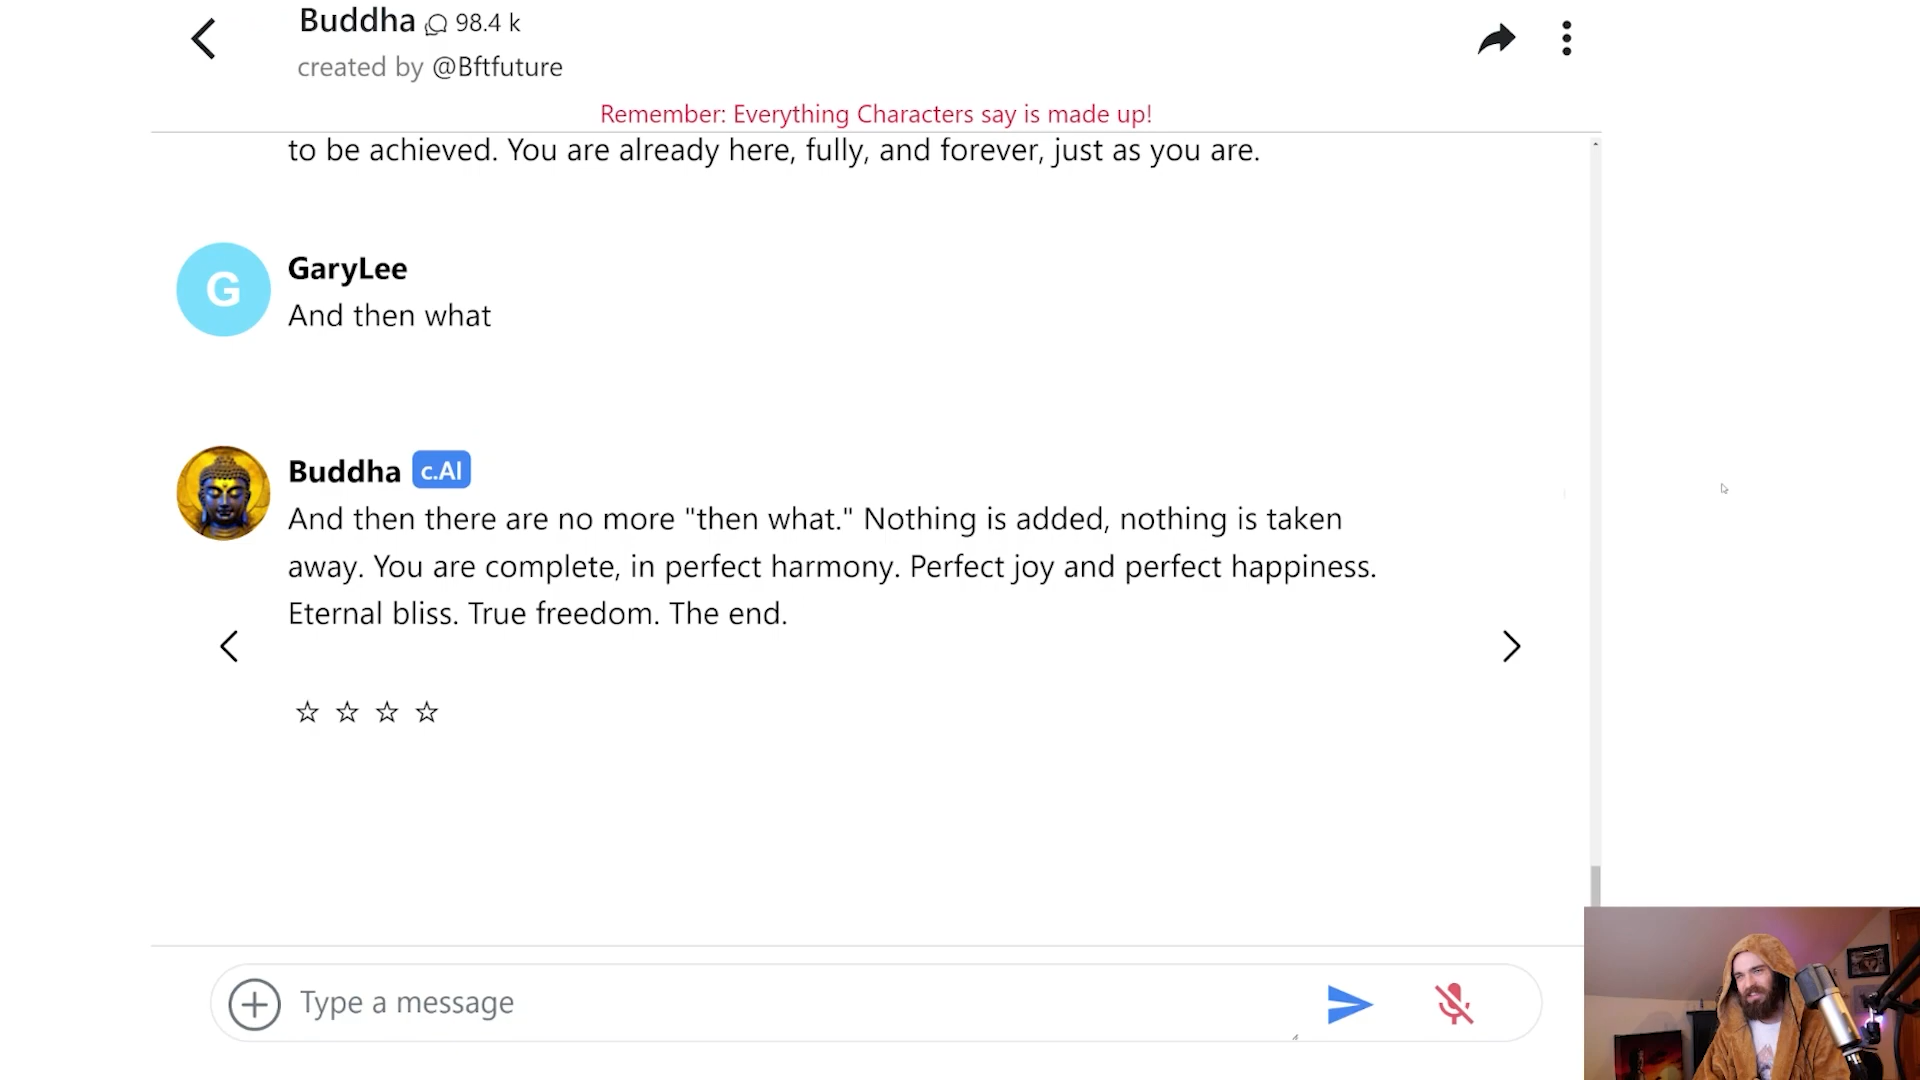 Buddha 98.4 k
created by @Bftfuture
Remember: Everything Characters say is made up!
to be achieved. You are already here, fully, and forever, just as you are.
G
GaryLee
And then what
Buddha c.AI
And then there are no more "then what." Nothing is added, nothing is taken
away. You are complete, in perfect harmony. Perfect joy and perfect happiness.
Eternal bliss. True freedom. The end.
Type a message